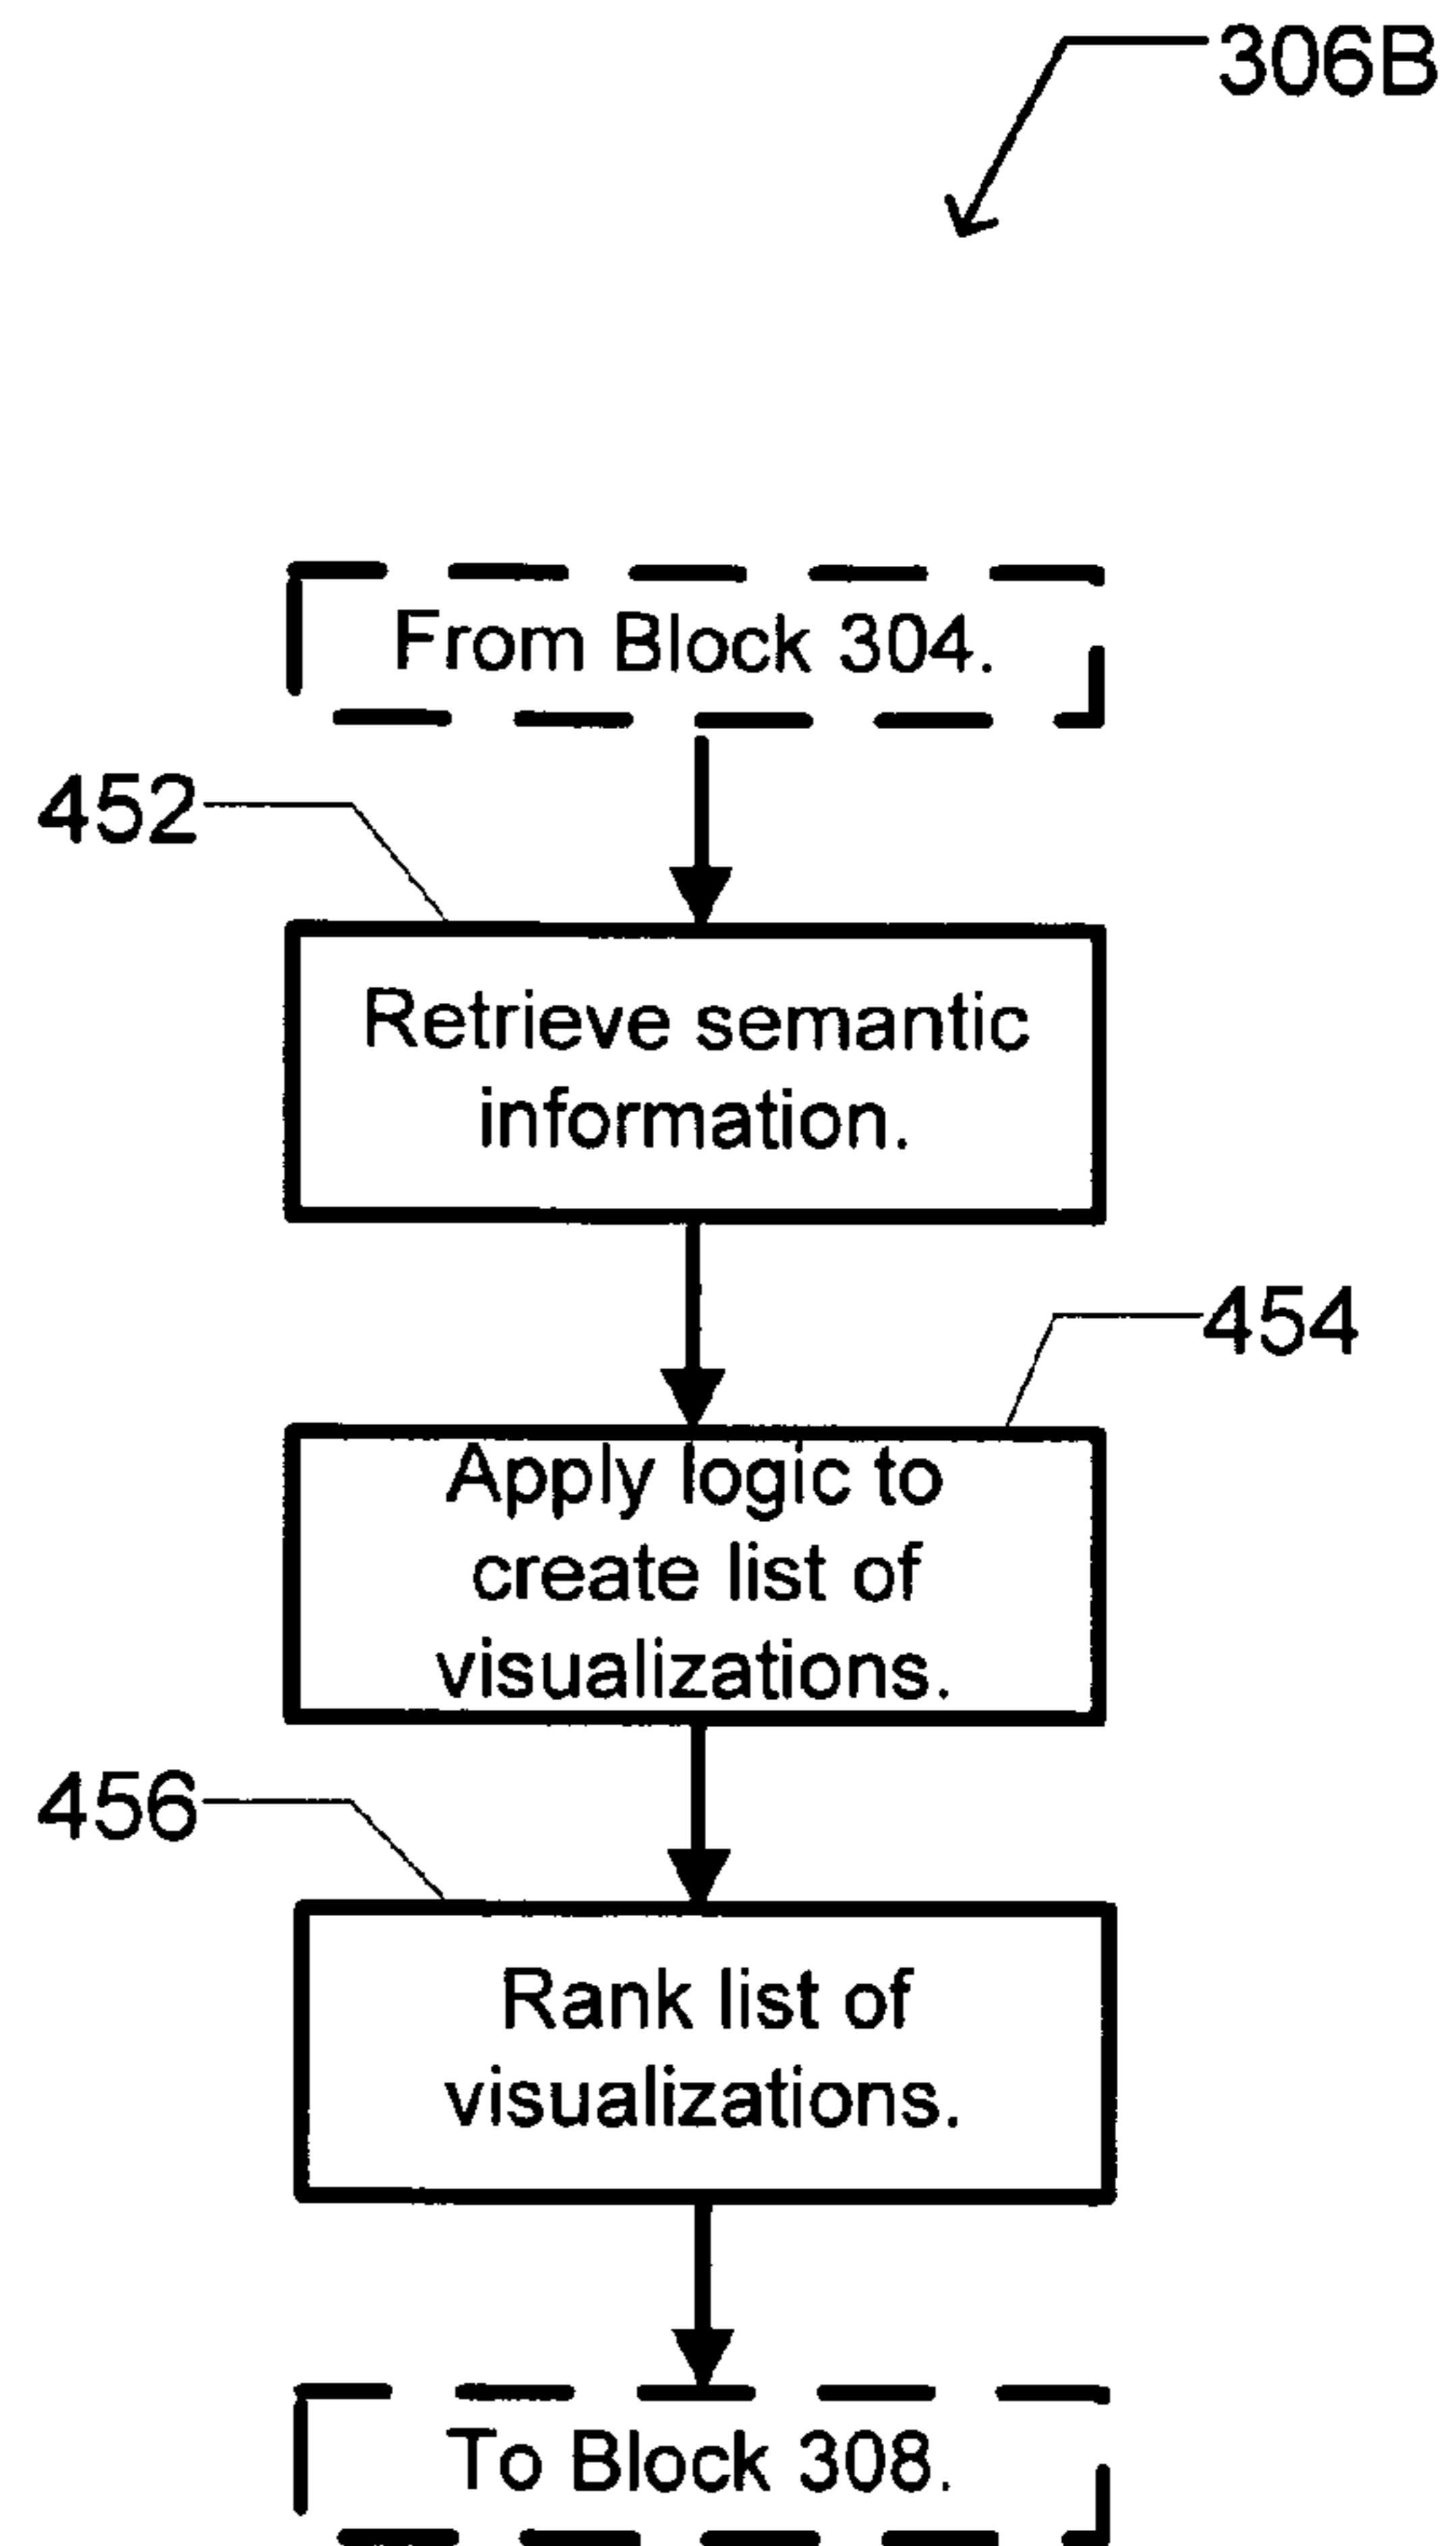 306B
From Block 304.
452
Retrieve semantic
information.
454
Apply logic to
create list of
visualizations.
456
Rank list of
visualizations.
To Block 308.